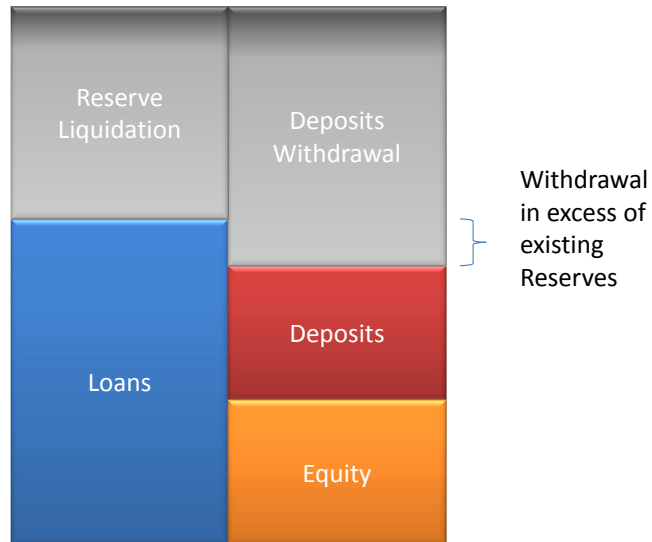 Reserve
Liquidation
Deposits
Withdrawal
Withdrawal
in excess of
existing
Reserves
Loans
Deposits
Equity